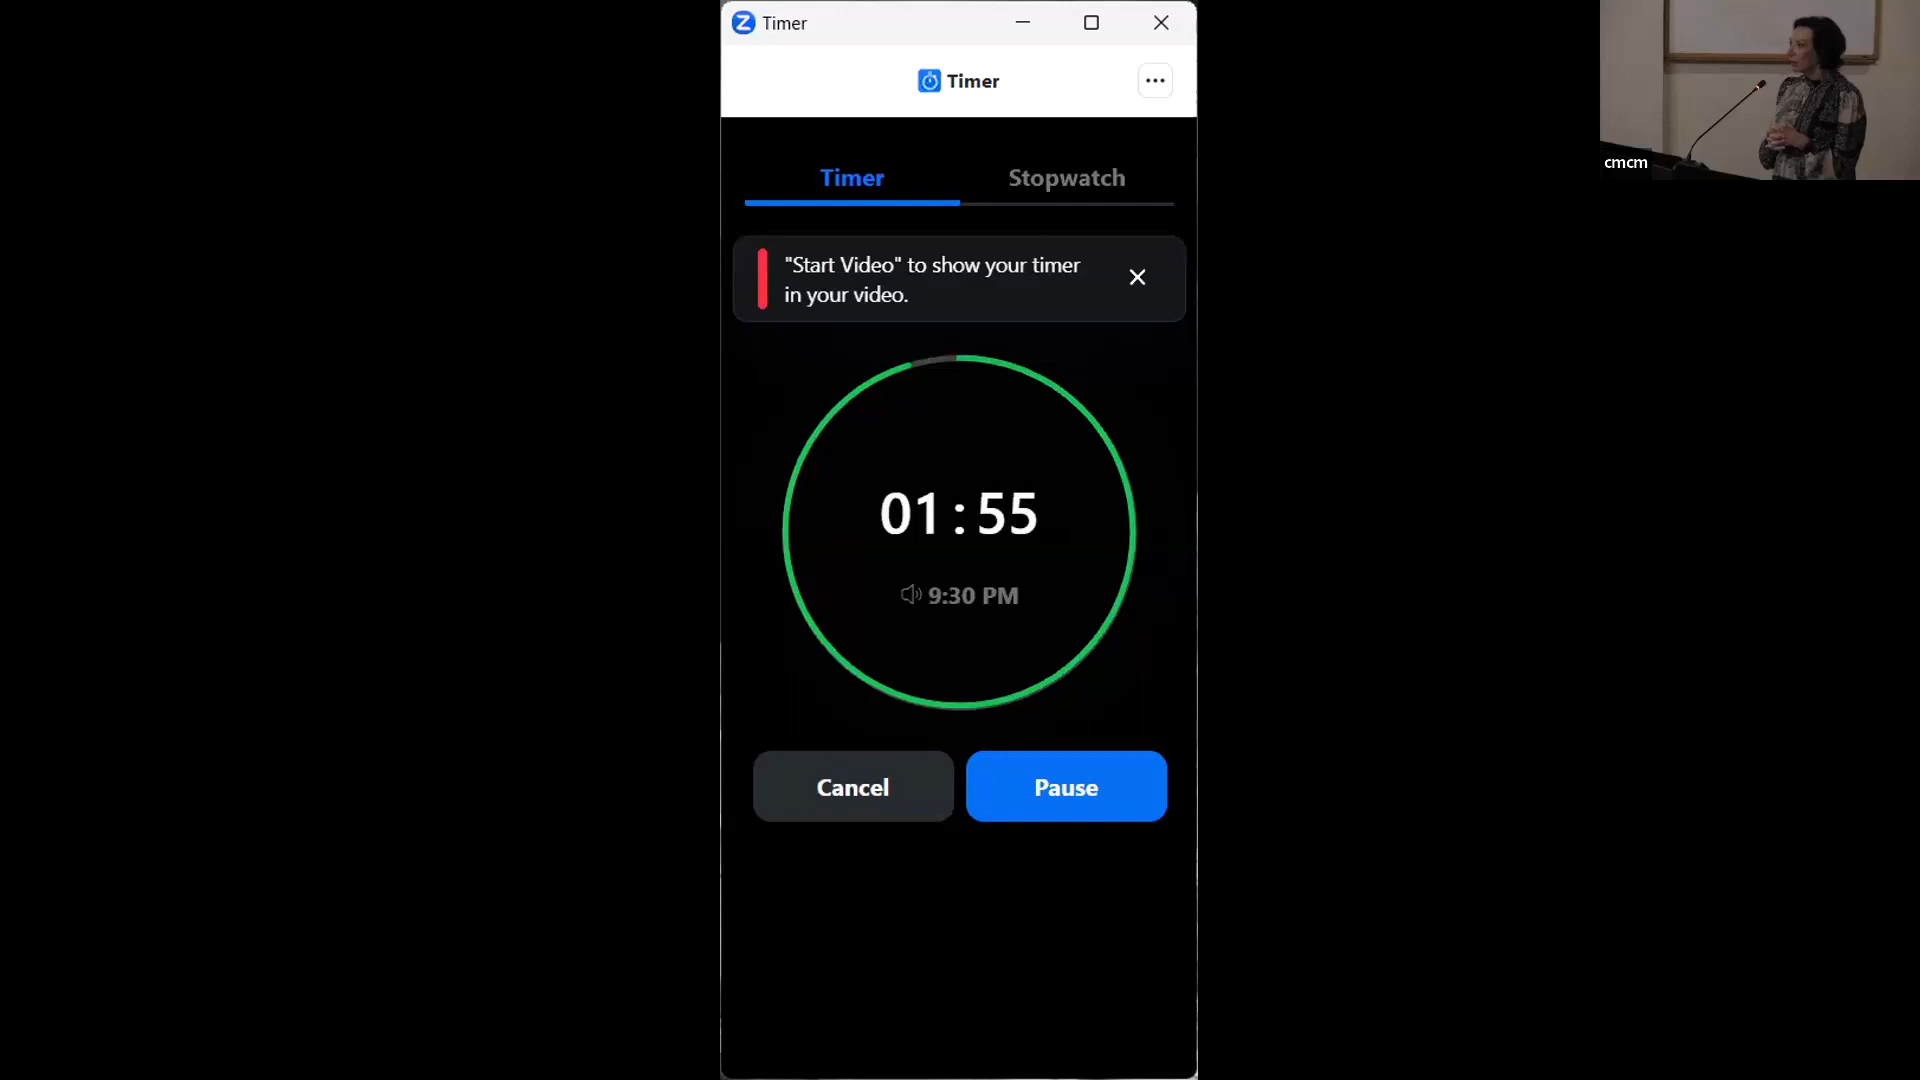 Timer
Timer
Timer
Stopwatch
"Start Video" to show your timer
in your video.
01:55
9:30 PM
Cancel
Pause
cmcm